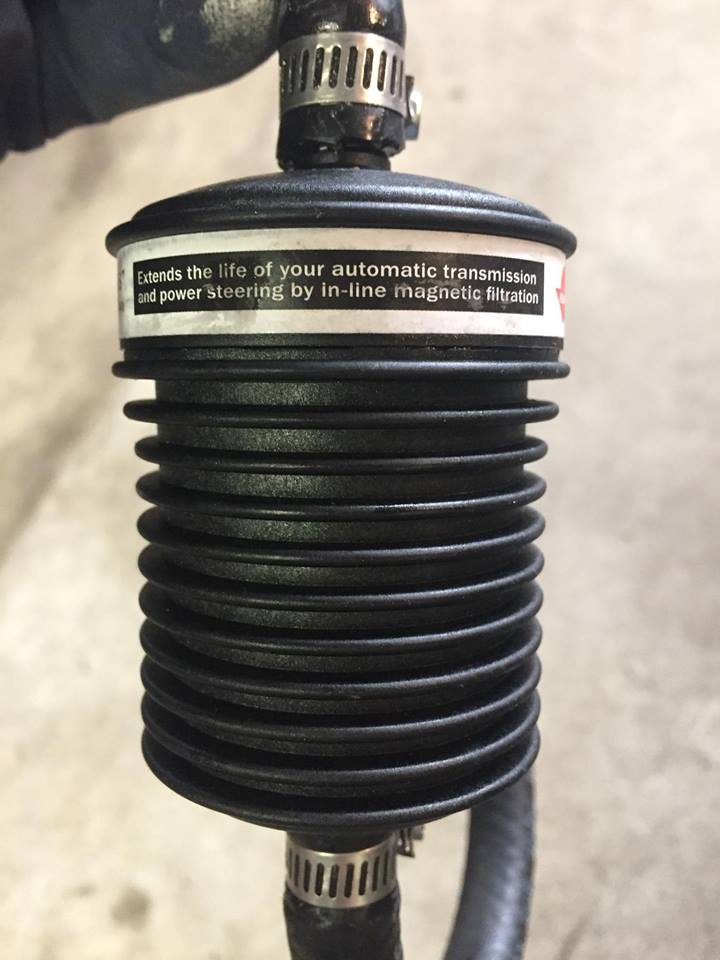 Extends the life of your automatic transmission
and power steering by in-line magnetic filtration